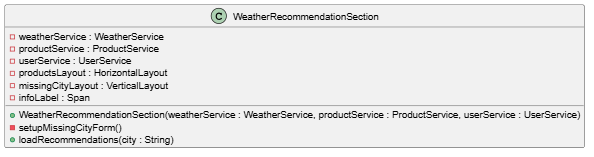 C WeatherRecommendationSection
weatherService : WeatherService
productService : ProductService
userService : UserService
productsLayout : HorizontalLayout
missingCityLayout : VerticalLayout
infoLabel : Span
WeatherRecommendationSection(weatherService : WeatherService, productService : ProductService, userService : UserService)
setupMissingCityForm()
loadRecommendations(city : String)